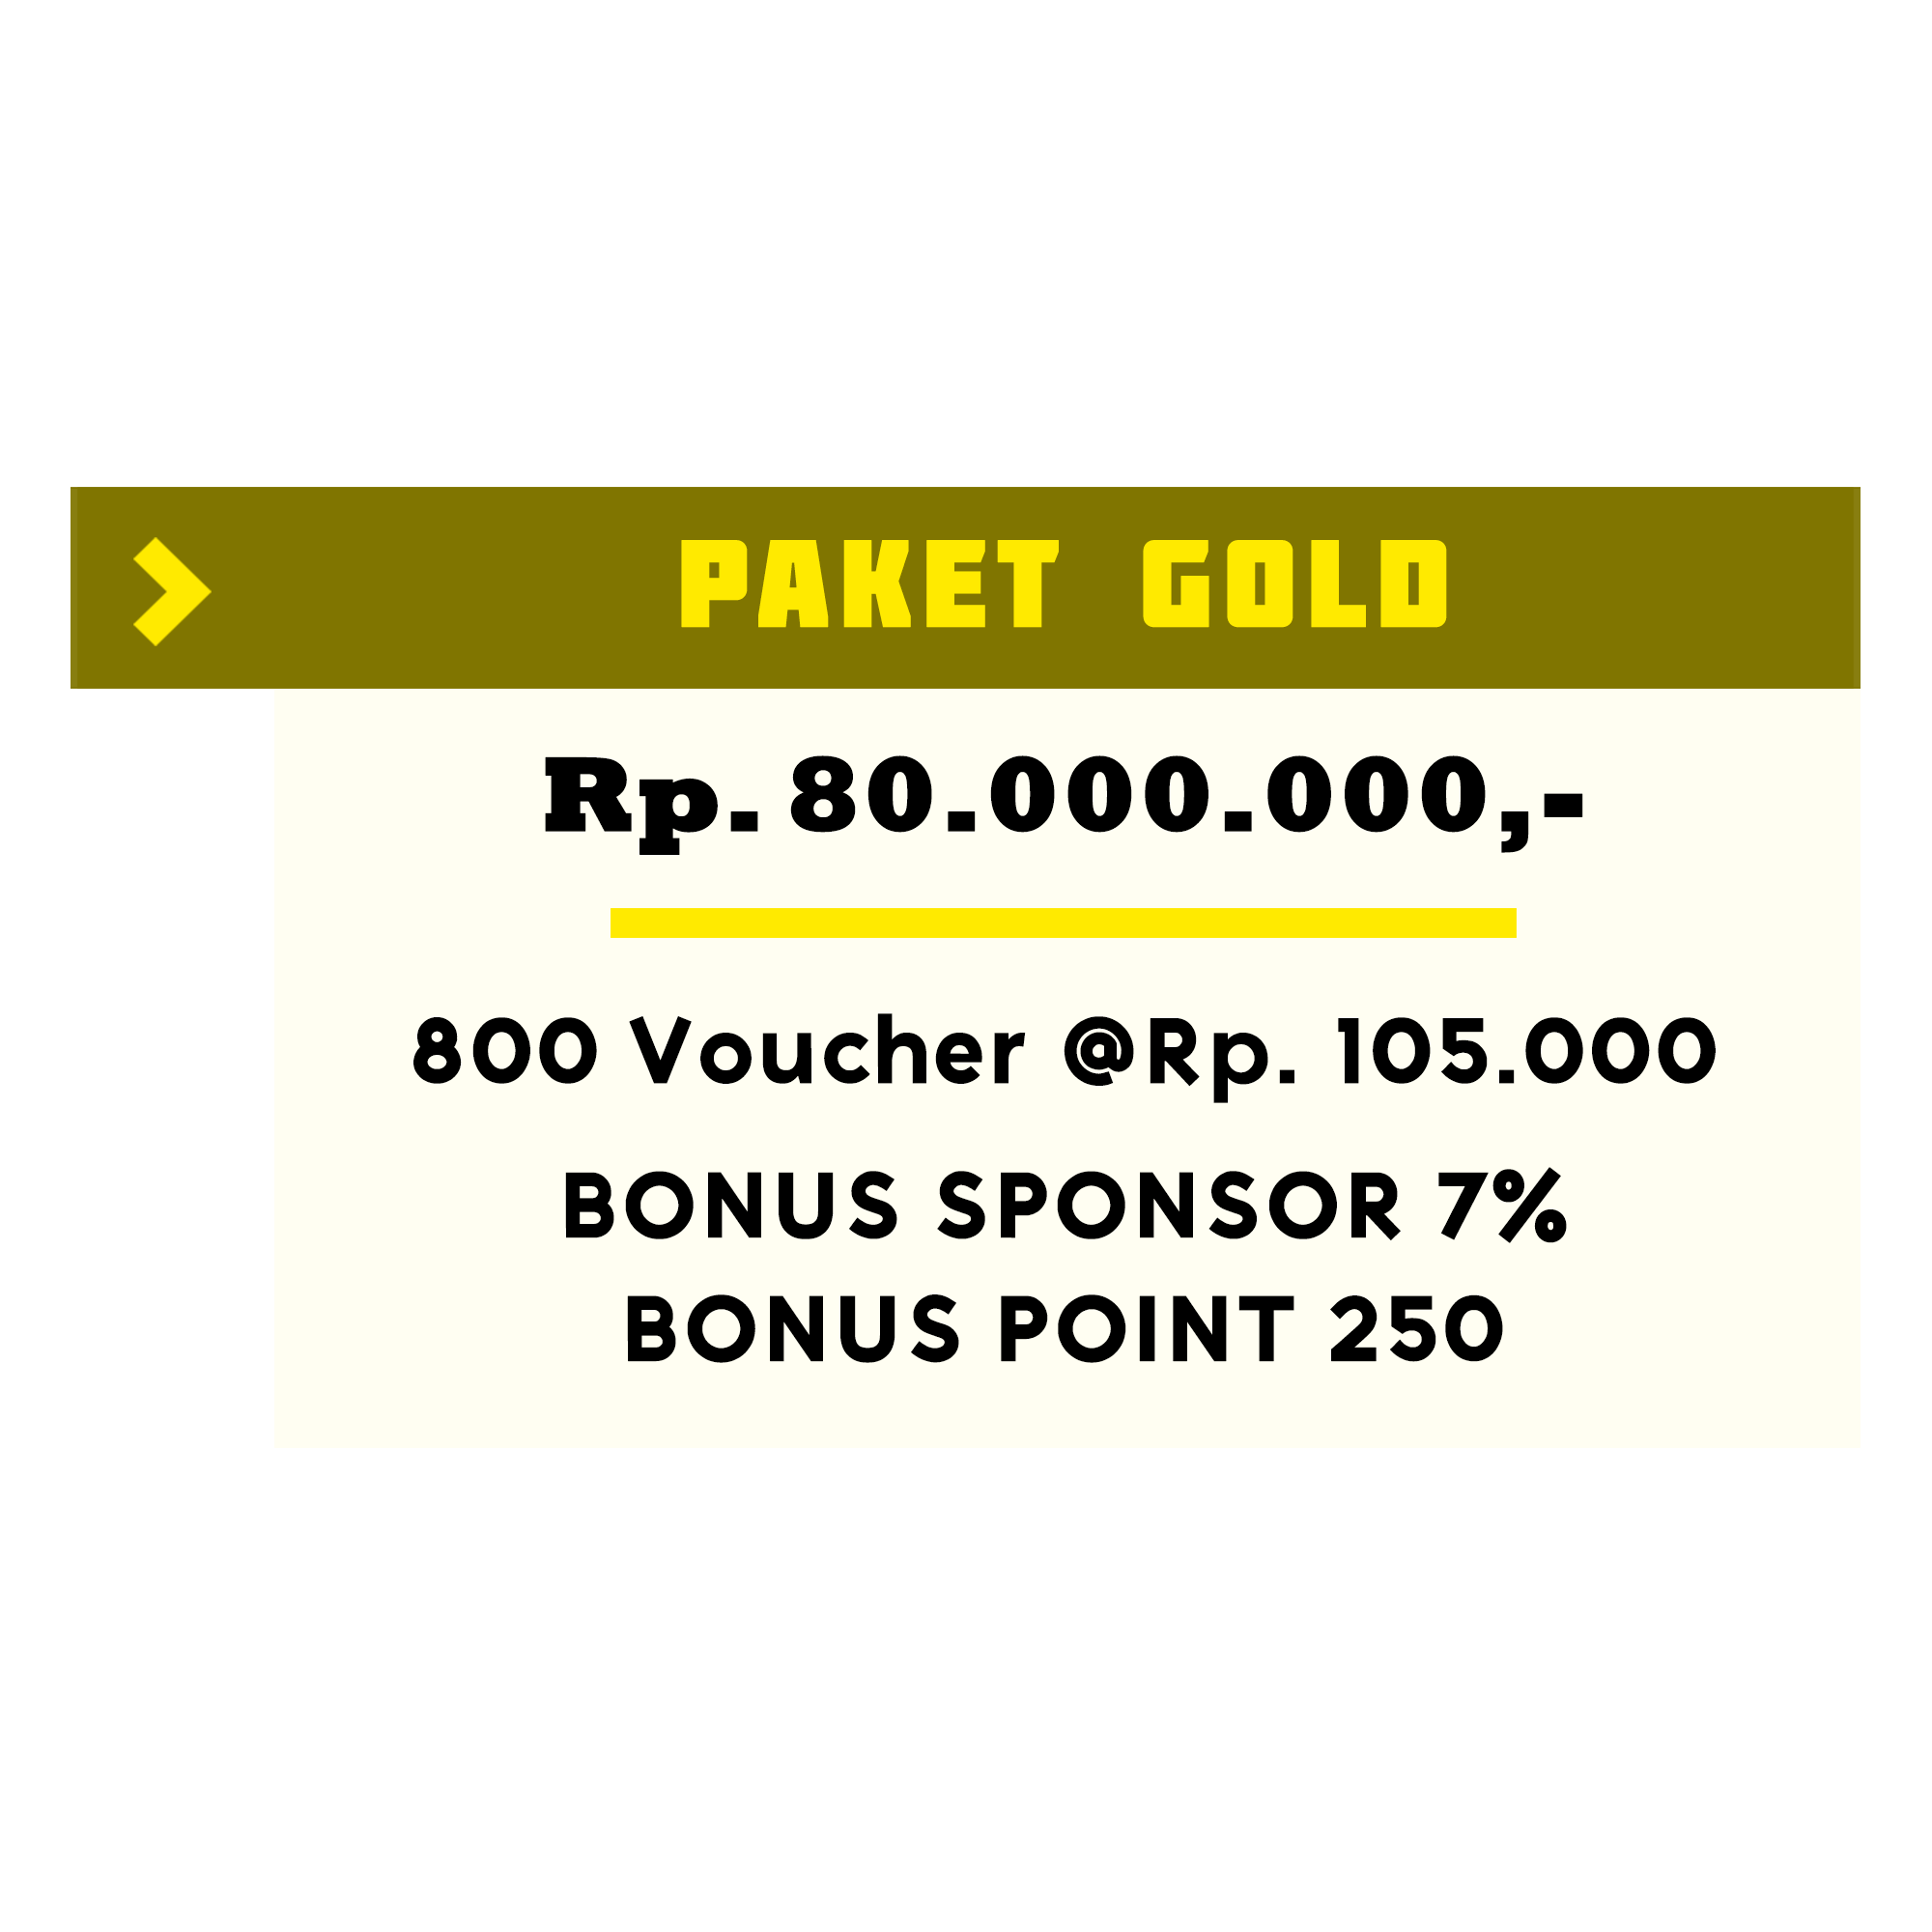 PAKET GOLD
Rp. 80.000.000,-
800 Voucher @Rp. 105.000
BONUS SPONSOR 7%
BONUS POINT 250